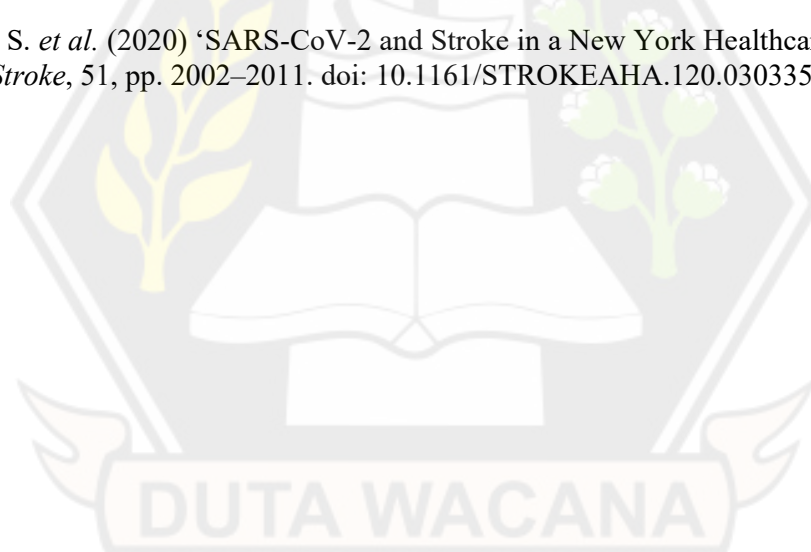 S. et al. (2020) ‘SARS-CoV-2 and Stroke in a New York Healthcar
Stroke, 51, pp. 2002–2011. doi: 10.1161/STROKEAHA.120.030335
DUTA WACANA